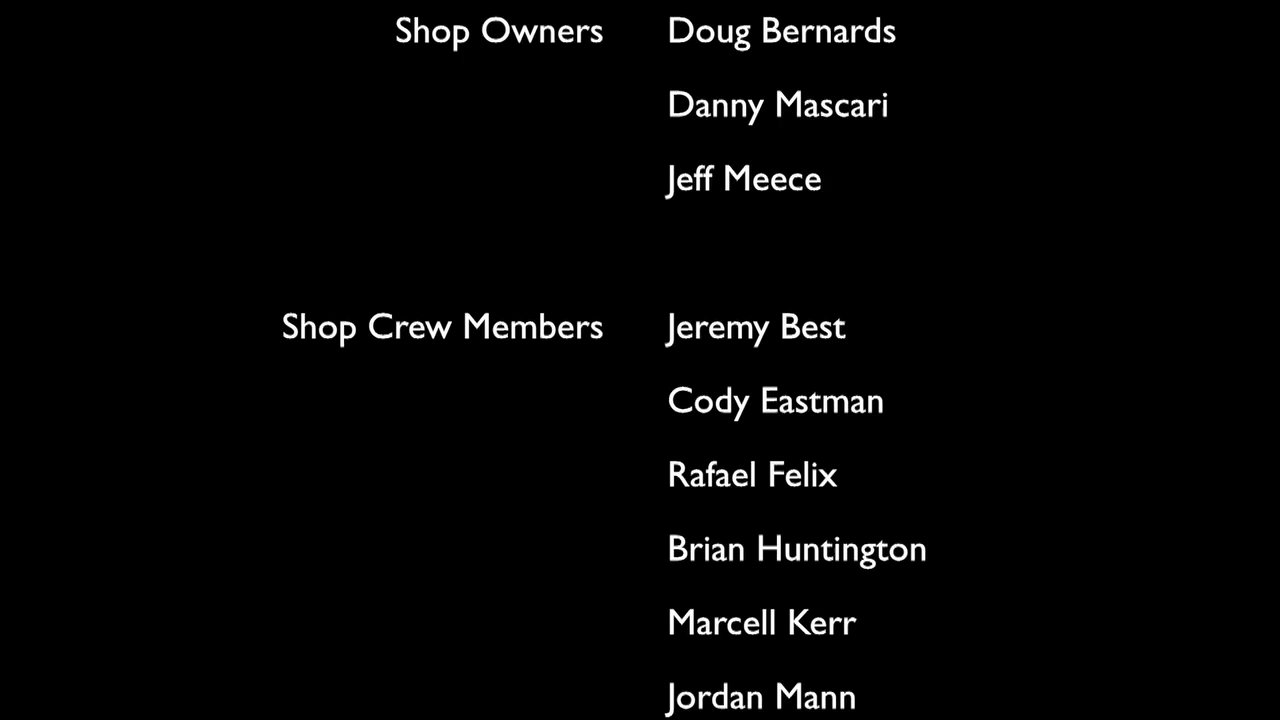 Shop Owners Doug Bernards
Danny Mascari
Jeff Meece
Shop Crew Members Jeremy Best
Cody Eastman
Rafael Felix
Brian Huntington
Marcell Kerr
Jordan Mann